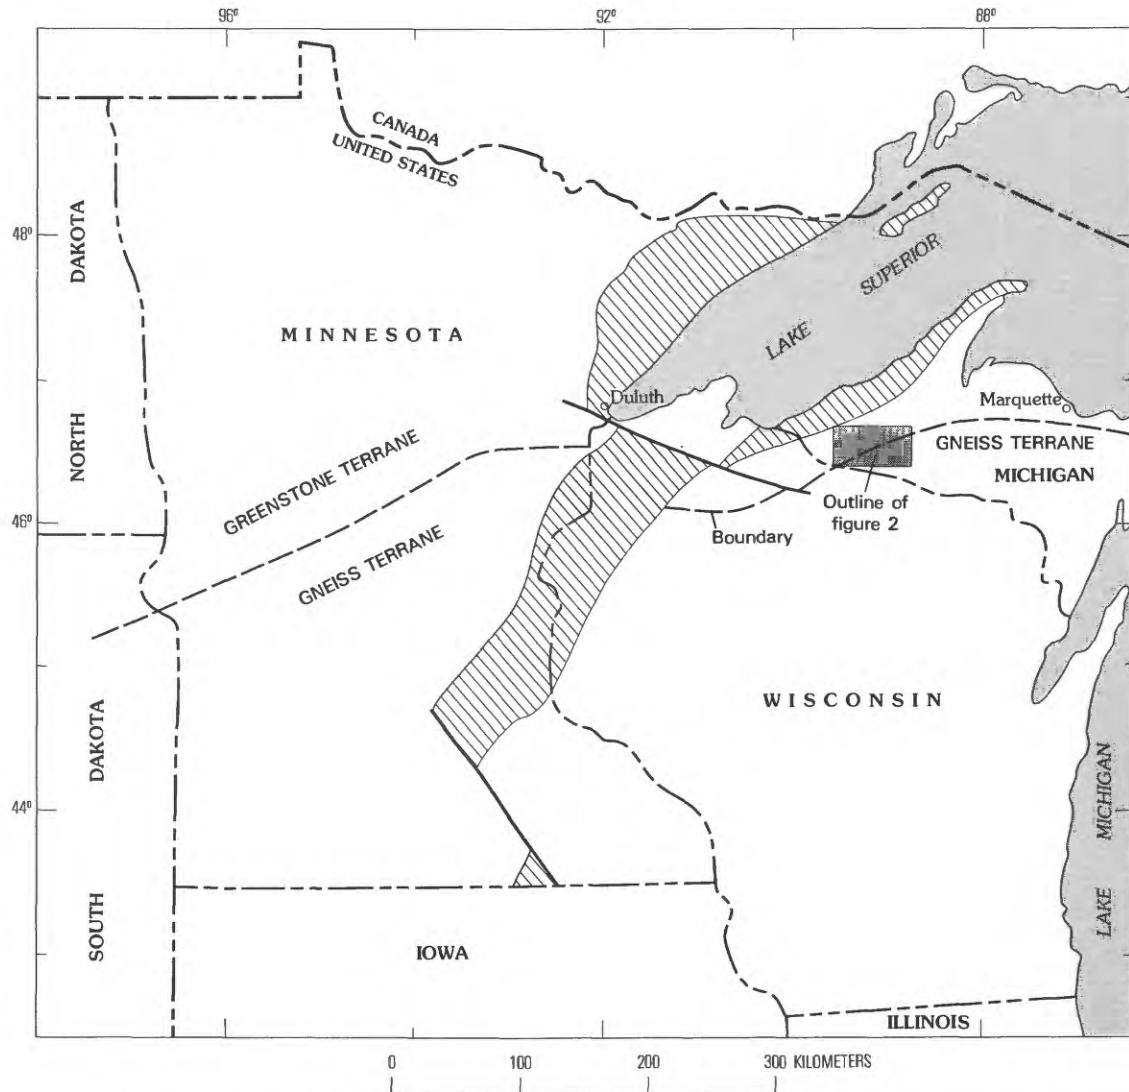 96°
92°
88°
CANADA
UNITED STATES
48°
DAKOTA
NORTH
MINNESOTA
LAKE SUPERIOR
Duluth
Marquette
GREENSTONE TERRANE
GNEISS TERRANE
GNEISS TERRANE
MICHIGAN
Outline of
figure 2
Boundary
46°
DAKOTA
SOUTH
WISCONSIN
44°
LAKE MICHIGAN
IOWA
ILLINOIS
0 100 200 300 KILOMETERS